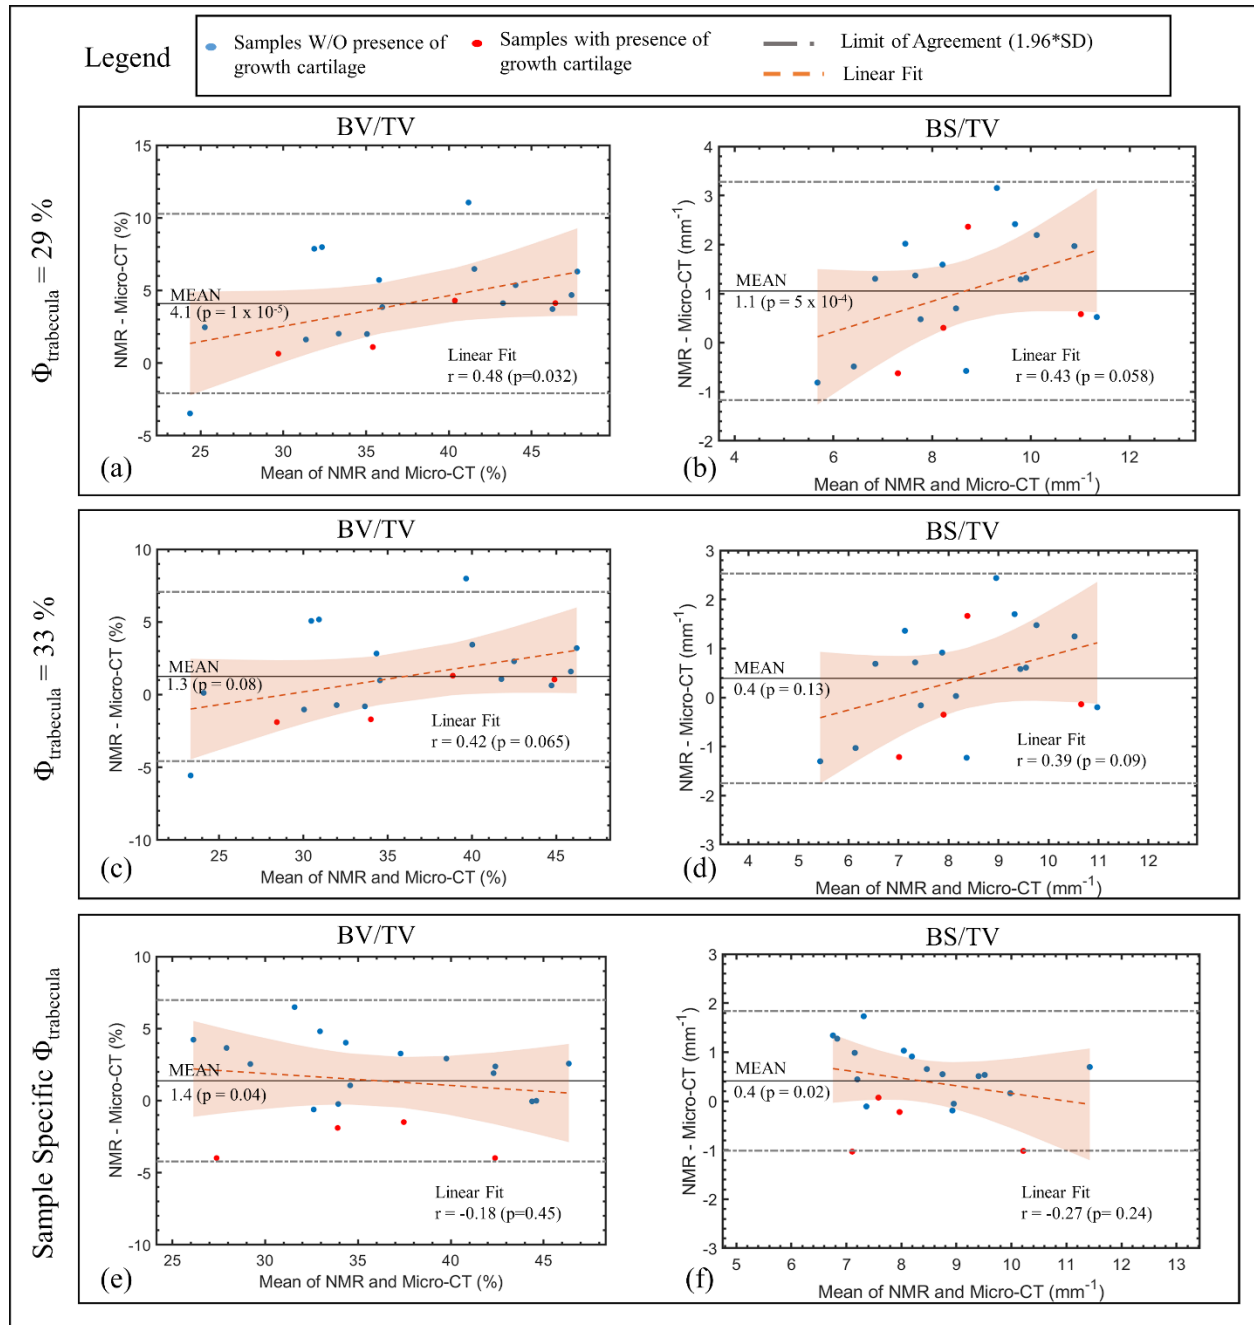 Legend
Samples W/O presence of
growth cartilage
Samples with presence of
growth cartilage
Limit of Agreement (1.96*SD)
Linear Fit
Φtrabecula = 29 %
BV/TV
NMR - Micro-CT (%)
15
10
5
0
-5
MEAN
4.1 (p = 1 x 10-5)
Linear Fit
r = 0.48 (p=0.032)
25 30 35 40 45
(a)
Mean of NMR and Micro-CT (%)
BS/TV
NMR - Micro-CT (mm-1)
4
3
2
1
0
-1
-2
MEAN
1.1 (p = 5 x 10-4)
Linear Fit
r = 0.43 (p = 0.058)
4 6 8 10 12
(b)
Mean of NMR and Micro-CT (mm-1)
Φtrabecula = 33 %
BV/TV
NMR - Micro-CT (%)
10
5
0
-5
-10
MEAN
1.3 (p = 0.08)
Linear Fit
r = 0.42 (p = 0.065)
25 30 35 40 45
(c)
Mean of NMR and Micro-CT (%)
BS/TV
NMR - Micro-CT (mm-1)
3
2
1
0
-1
-2
-3
MEAN
0.4 (p = 0.13)
Linear Fit
r = 0.39 (p = 0.09)
4 5 6 7 8 9 10 11 12
(d)
Mean of NMR and Micro-CT (mm-1)
Sample Specific Φtrabecula
BV/TV
NMR - Micro-CT (%)
10
5
0
-5
-10
MEAN
1.4 (p = 0.04)
Linear Fit
r = -0.18 (p=0.45)
25 30 35 40 45
(e)
Mean of NMR and Micro-CT (%)
BS/TV
NMR - Micro-CT (mm-1)
3
2
1
0
-1
-2
-3
MEAN
0.4 (p = 0.02)
Linear Fit
r = -0.27 (p= 0.24)
5 6 7 8 9 10 11 12 13
(f)
Mean of NMR and Micro-CT (mm-1)